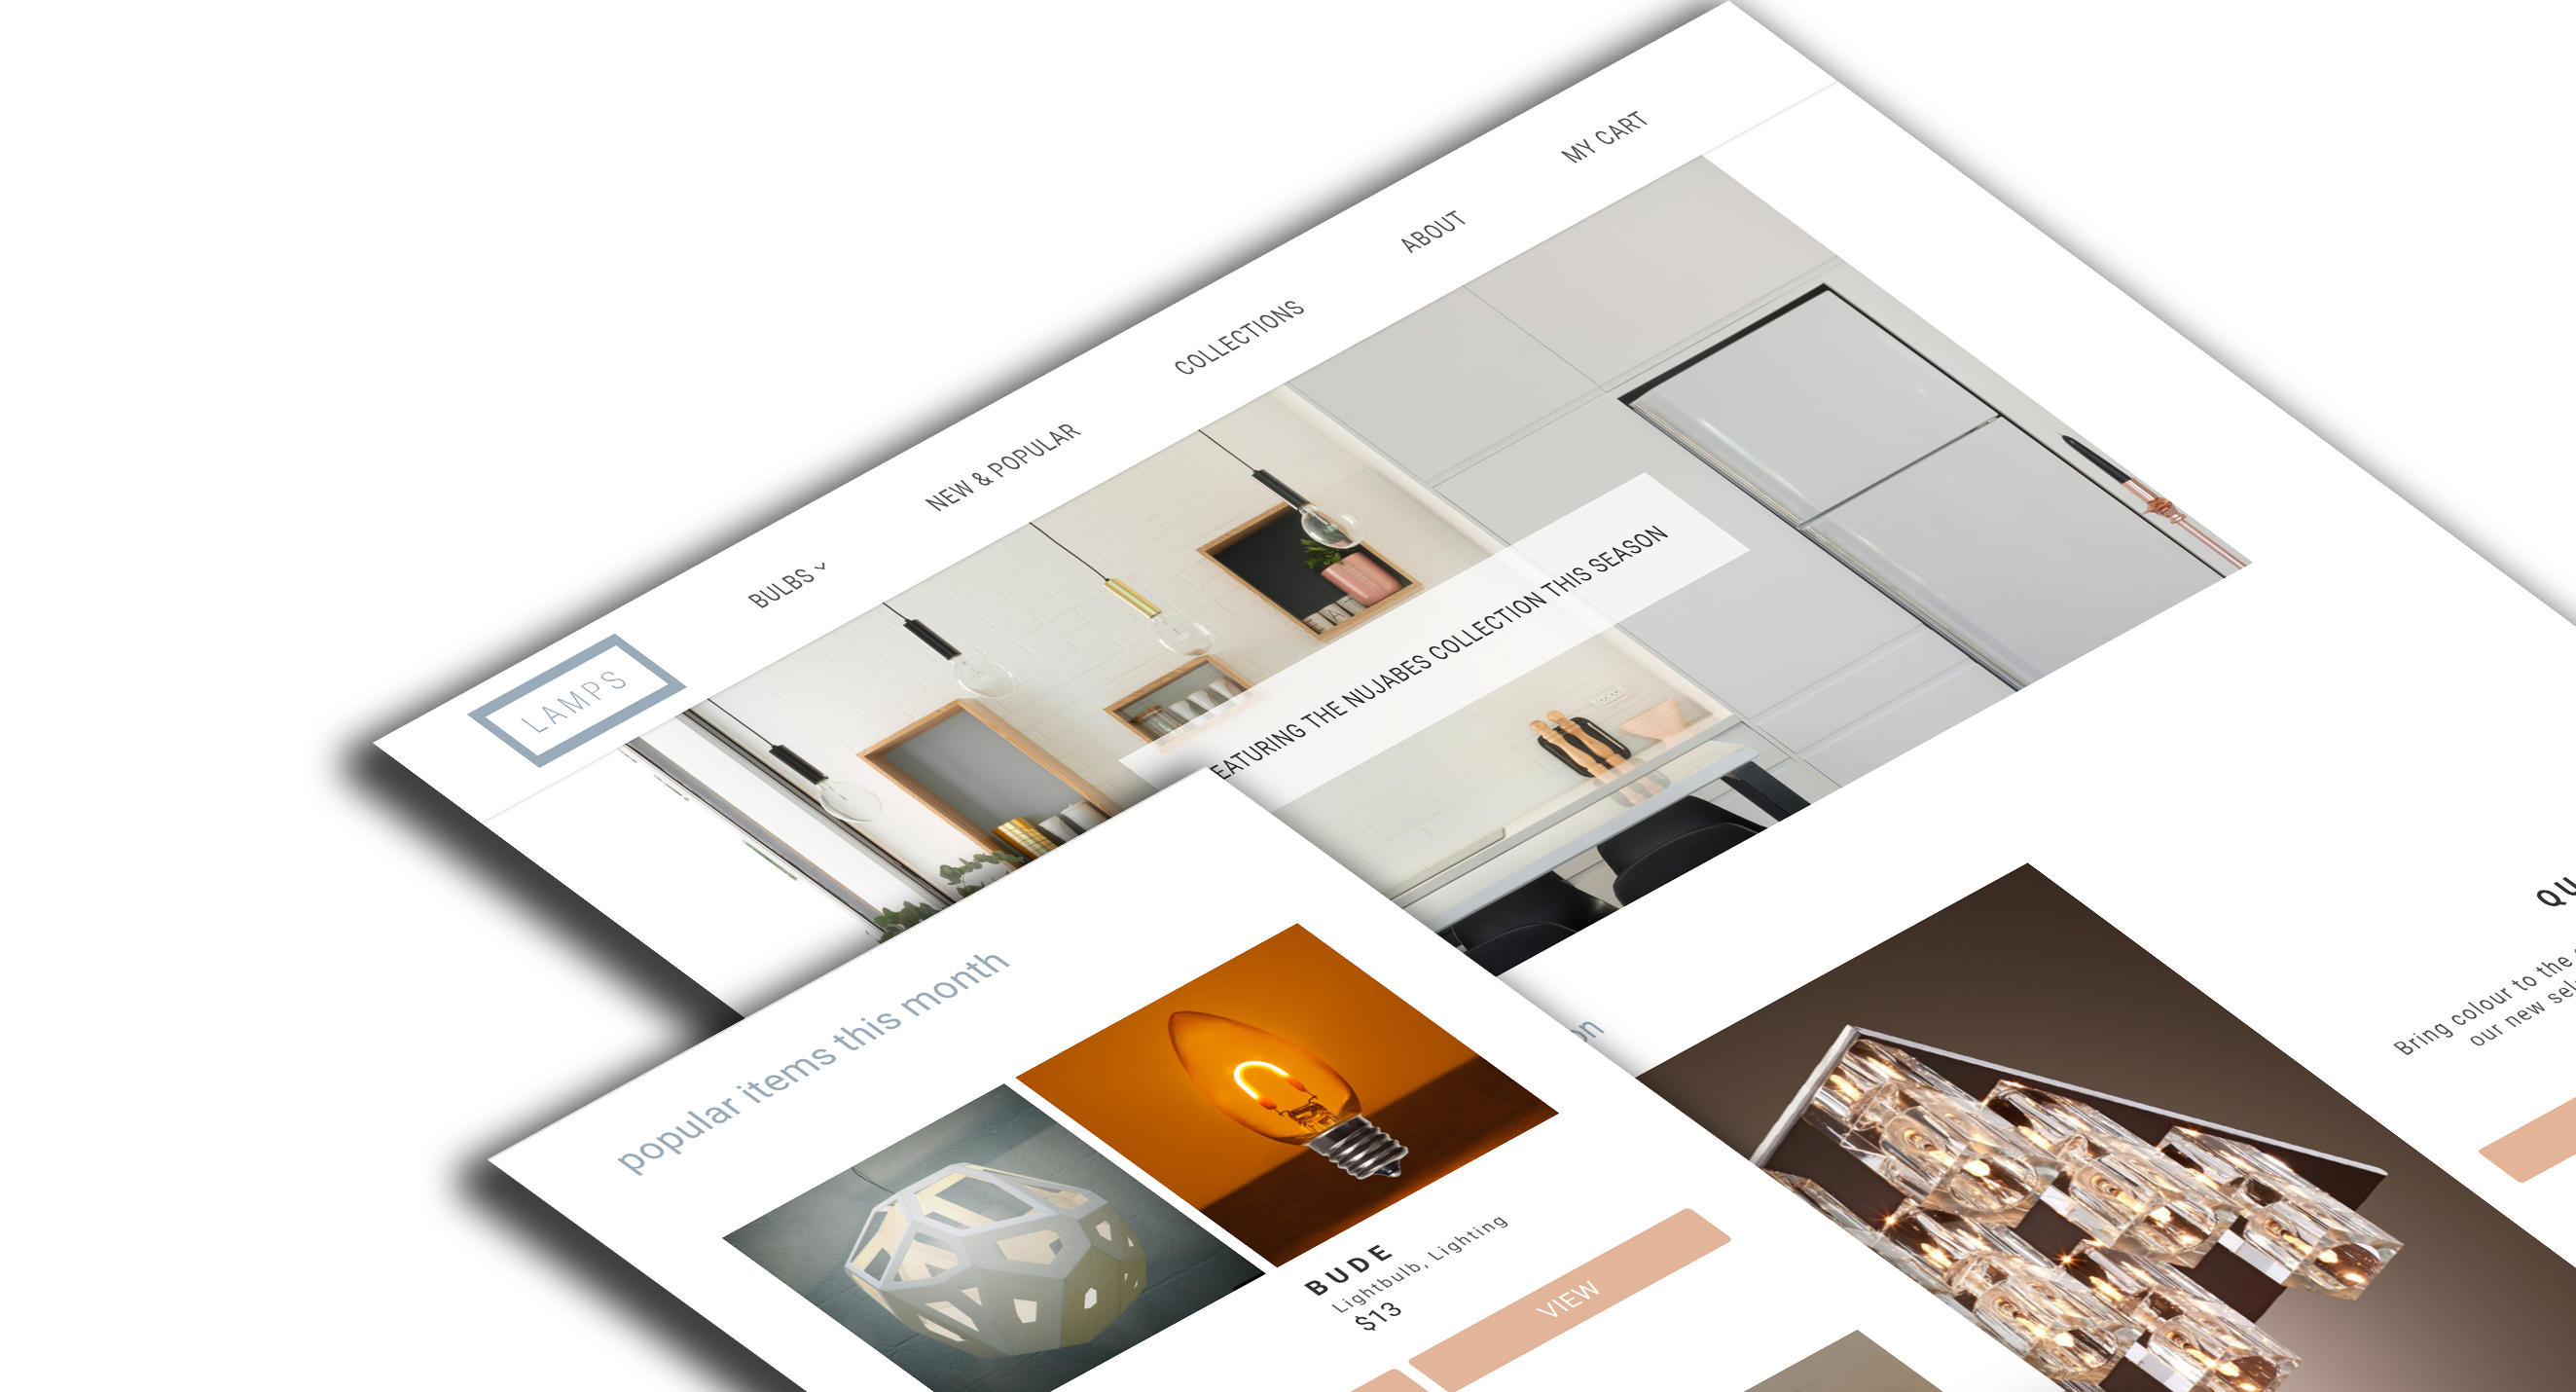 LAMPS
BULBS
NEW & POPULAR
COLLECTIONS
ABOUT
MY CART
EATURING THE NUJABES COLLECTION THIS SEASON
popular items this month
BUDE
Lightbulb, Lighting
$13
VIEW
on
QU
Bring colour to the
our new sel